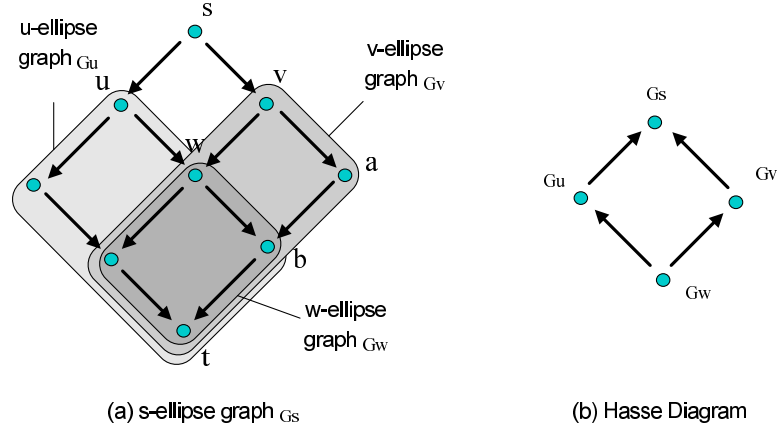 s
u-ellipse
graph Gu
v-ellipse
graph Gv
u
v
w
a
b
t
w-ellipse
graph Gw
(a) s-ellipse graph Gs
Gs
Gu
Gv
Gw
(b) Hasse Diagram